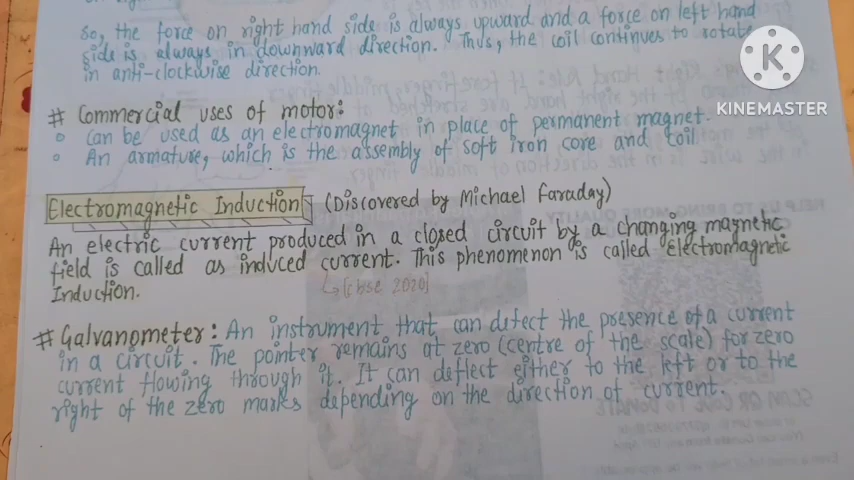 so, the force on right hand side is always upward and a force on left hand
side is always in downward direction. Thus, the coil continues to rotate
in anti-clockwise direction.
# Commercial uses of motor:
○ Can be used as an electromagnet in place of permanent magnet.
○ An armature, which is the assembly of soft iron core and coil
Electromagnetic Induction (Discovered by Michael Faraday)
An electric current produced in a closed circuit by a changing magnetic
field is called as induced current. This phenomenon is called electromagnetic
Induction.
[cbse 2020]
# Galvanometer: An instrument that can detect the presence of a current
in a circuit. The pointer remains at zero (centre of the scale) for zero
current flowing through it. It can deflect either to the left or to the
right of the zero marks depending on the direction of current.
K
KINEMASTER